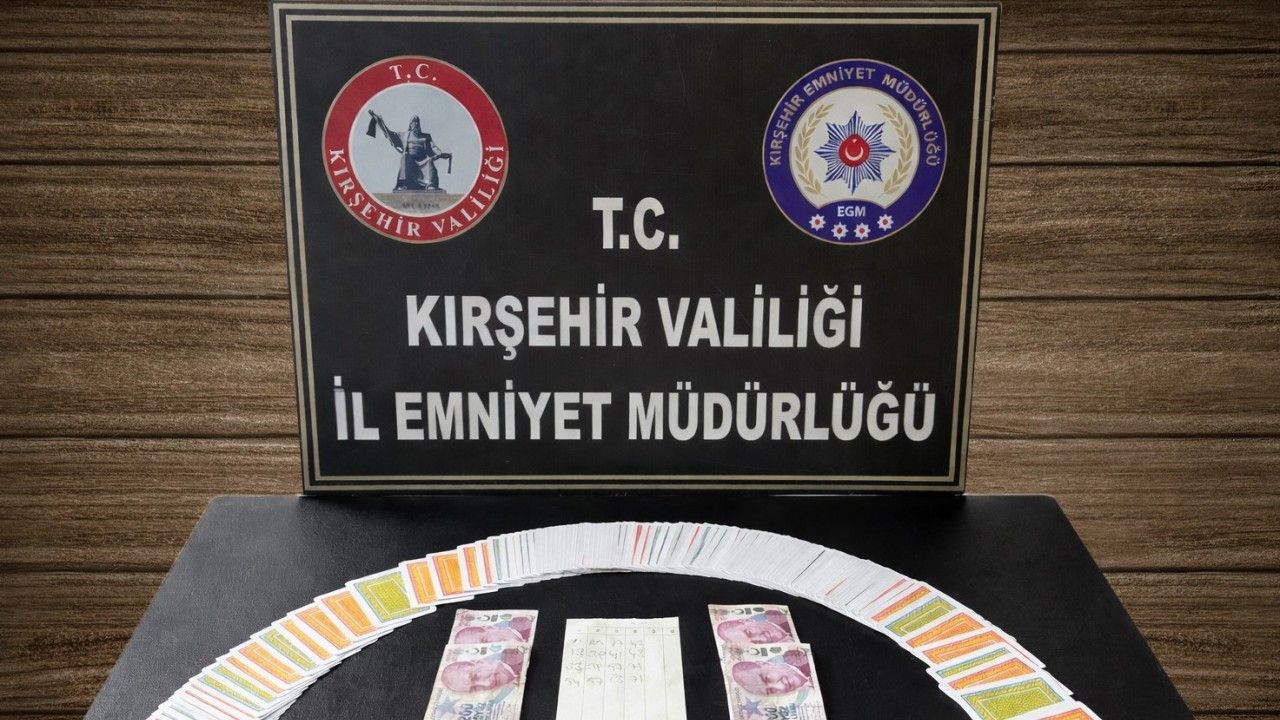 T.C.
KIRŞEHİR VALİLİĞİ
KIRŞEHİR EMNİYET MÜDÜRLÜĞÜ
EGM
T.C.
KIRŞEHİR VALİLİĞİ
İL EMNİYET MÜDÜRLÜĞÜ